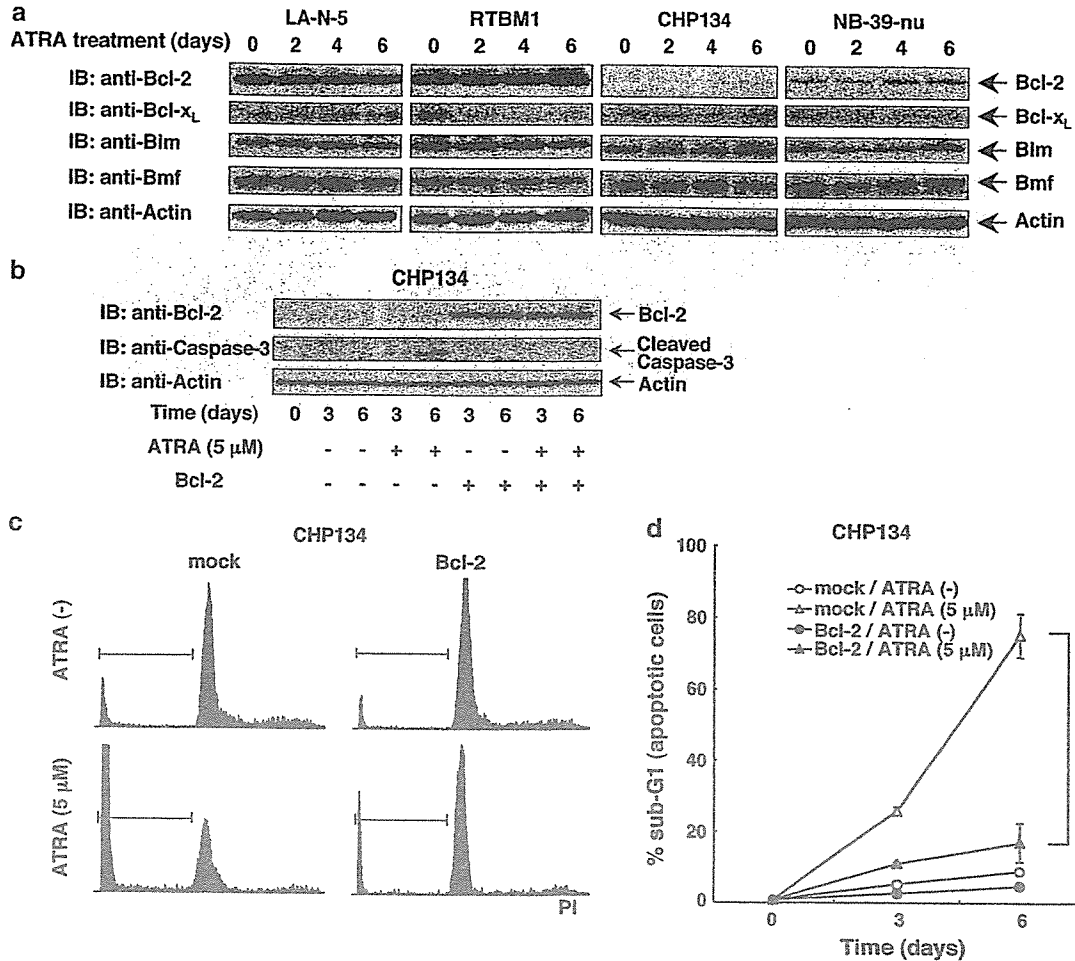 a
LA-N-5 RTBM1 CHP134 NB-39-nu
ATRA treatment (days) 0 2 4 6 0 2 4 6 0 2 4 6 0 2 4 6
IB: anti-Bcl-2 Bcl-2
IB: anti-Bcl-xL Bcl-xL
IB: anti-Bim Bim
IB: anti-Bmf Bmf
IB: anti-Actin Actin
b
CHP134
IB: anti-Bcl-2 Bcl-2
IB: anti-Caspase-3 Cleaved Caspase-3
IB: anti-Actin Actin
Time (days) 0 3 6 3 6 3 6 3 6
ATRA (5 μM) - - + + - - + +
Bcl-2 - - - - + + + +
c
CHP134
mock Bcl-2
ATRA (-)
ATRA (5 μM)
PI
d
CHP134
100
80
60
40
20
0
% sub-G1 (apoptotic cells)
mock / ATRA (-)
mock / ATRA (5 μM)
Bcl-2 / ATRA (-)
Bcl-2 / ATRA (5 μM)
0 3 6
Time (days)